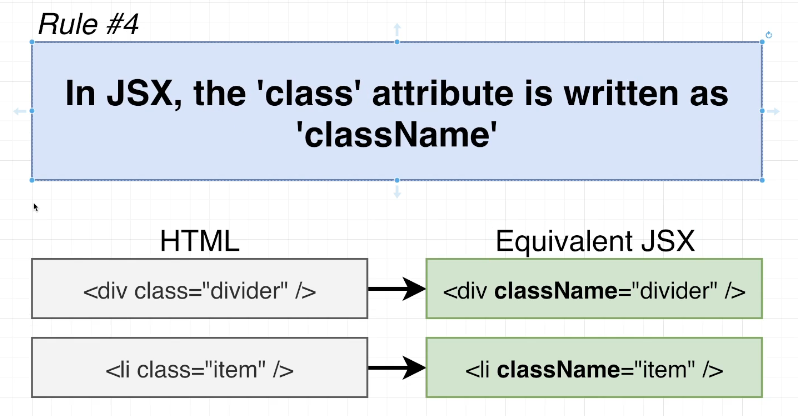 Rule #4
In JSX, the 'class' attribute is written as
'className'
HTML
Equivalent JSX
<div class="divider" />
<div className="divider" />
<li class="item" />
<li className="item" />